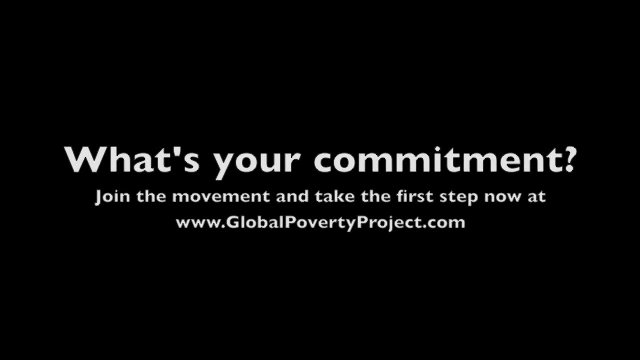 What's your commitment?
Join the movement and take the first step now at
www.GlobalPovertyProject.com